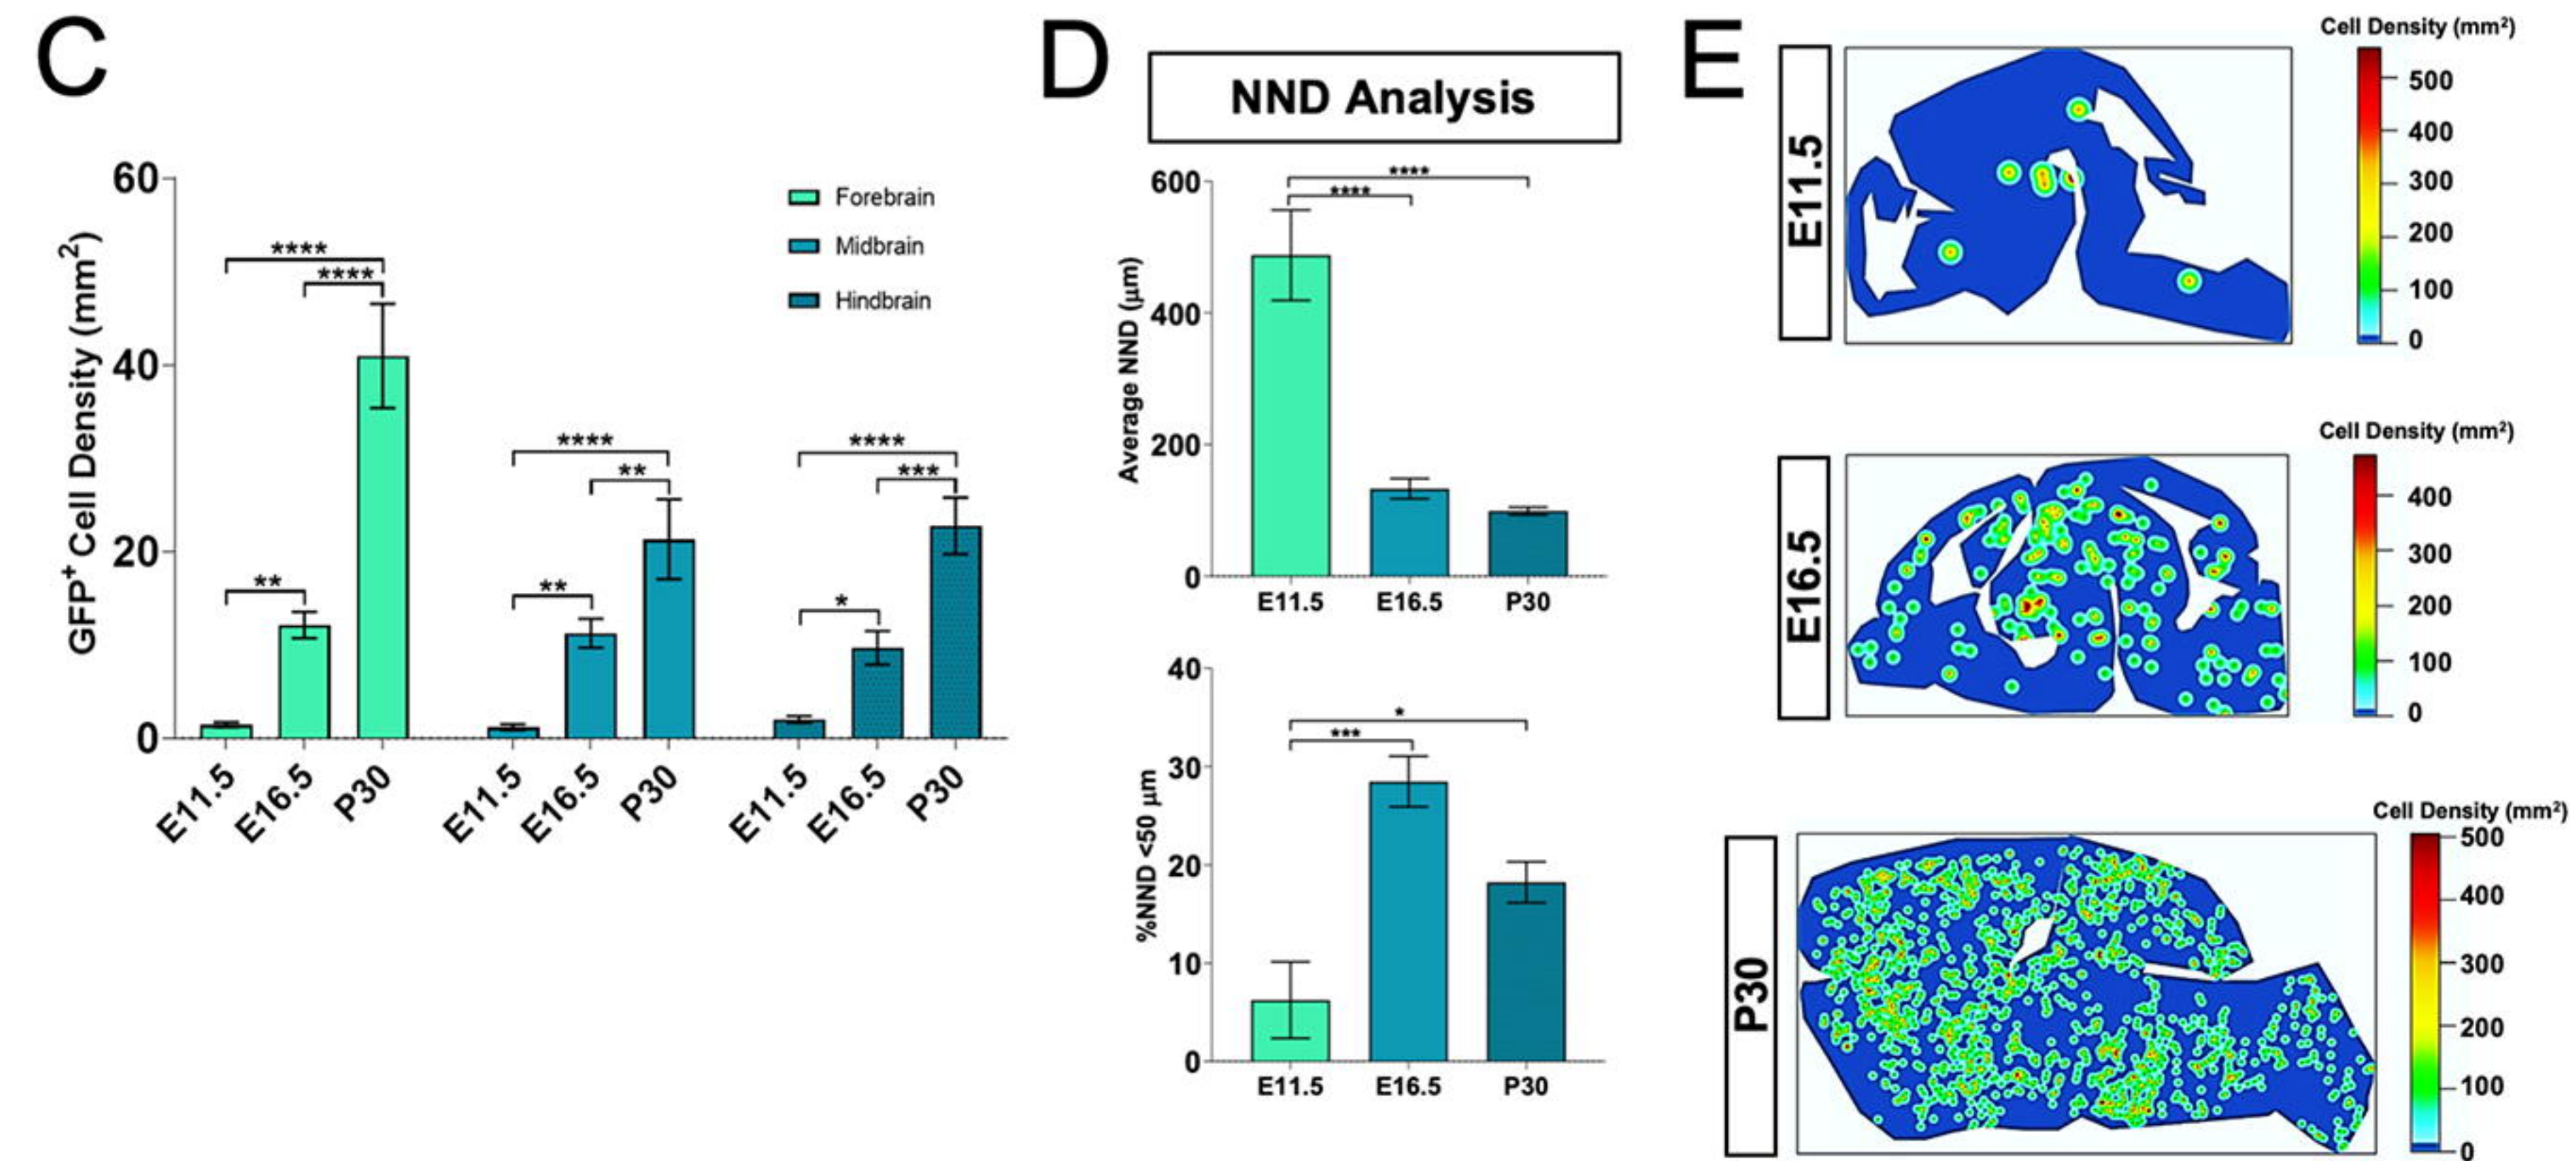 C
GFP+ Cell Density (mm2)
60
40
20
0
****
****
**
****
**
**
****
***
*
Forebrain
Midbrain
Hindbrain
E11.5
E16.5
P30
E11.5
E16.5
P30
E11.5
E16.5
P30
D
NND Analysis
Average NND (μm)
600
400
200
0
****
****
E11.5
E16.5
P30
%NND <50 μm
40
30
20
10
0
*
***
E11.5
E16.5
P30
E
E11.5
Cell Density (mm2)
500
400
300
200
100
0
E16.5
Cell Density (mm2)
400
300
200
100
0
P30
Cell Density (mm2)
500
400
300
200
100
0